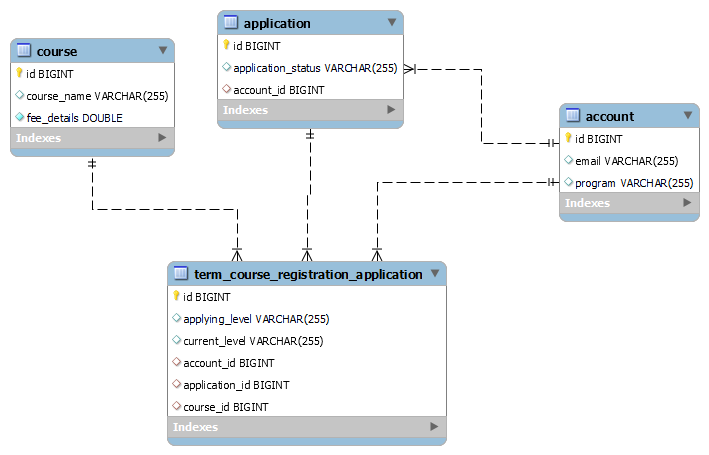 course
id BIGINT
course_name VARCHAR(255)
fee_details DOUBLE
Indexes
application
id BIGINT
application_status VARCHAR(255)
account_id BIGINT
Indexes
account
id BIGINT
email VARCHAR(255)
program VARCHAR(255)
Indexes
term_course_registration_application
id BIGINT
applying_level VARCHAR(255)
current_level VARCHAR(255)
account_id BIGINT
application_id BIGINT
course_id BIGINT
Indexes